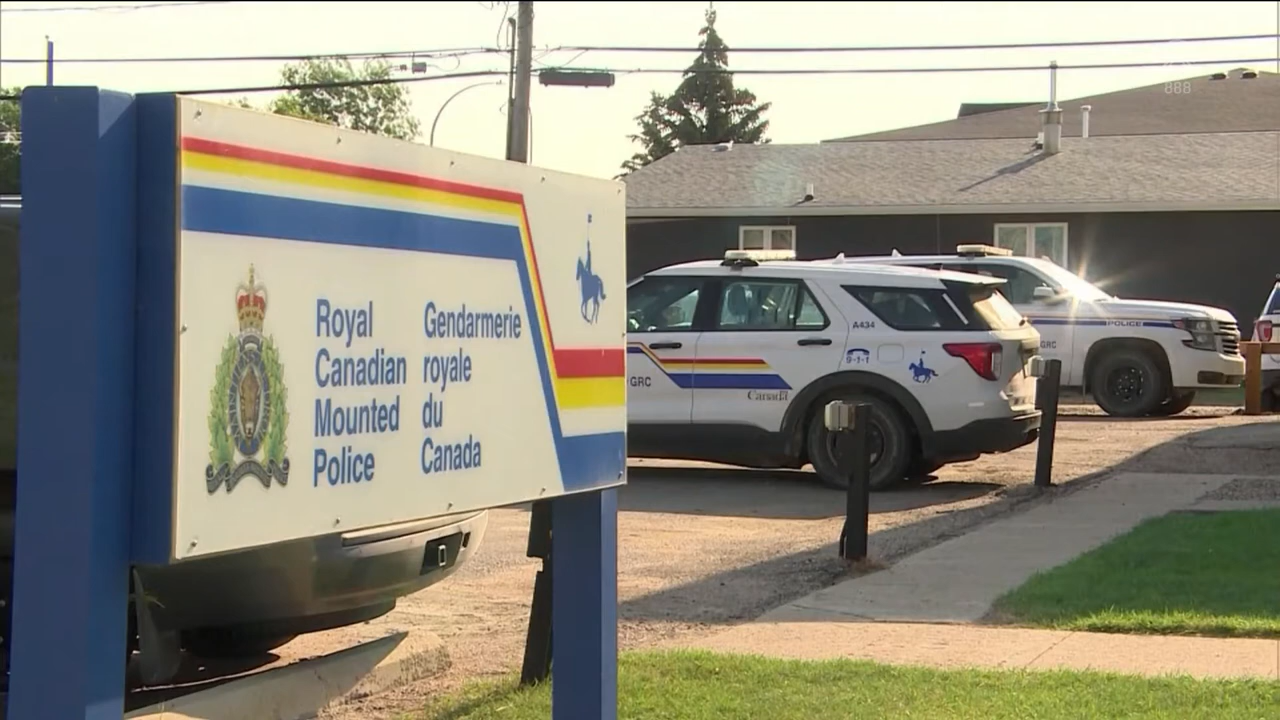 Royal
Canadian
Mounted
Police
Gendarmerie
royale
du
Canada
A434
9-1-1
GRC
Canada
POLICE
GRC
888